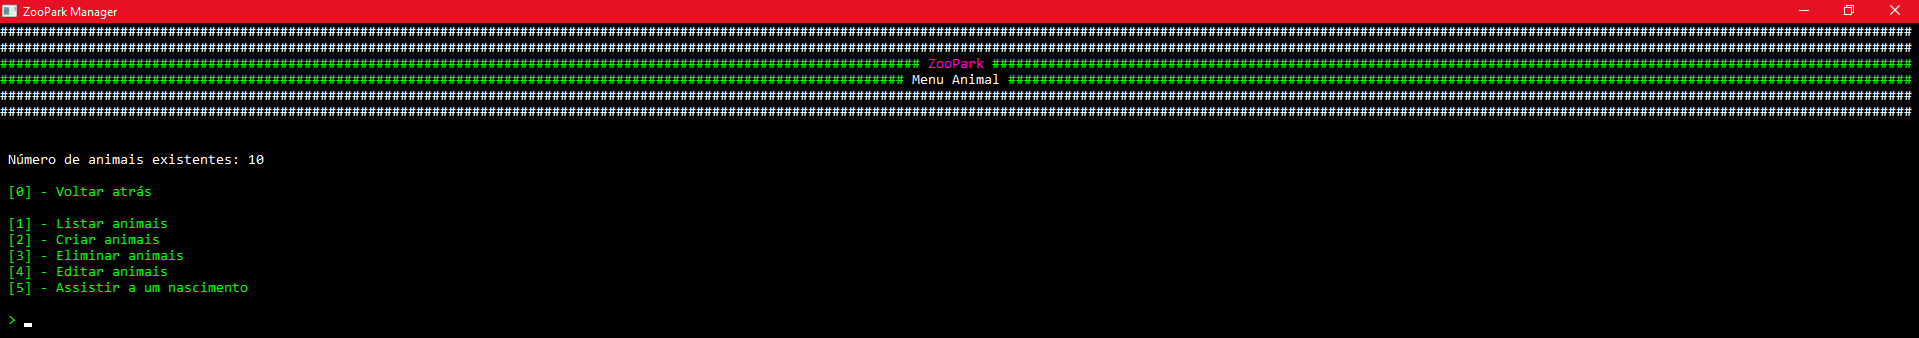 ZooPark Manager
###############################################################################################################################################################################################################################################
###############################################################################################################################################################################################################################################
################################################################################################################### ZooPark ###################################################################################################################
################################################################################################################# Menu Animal #################################################################################################################
###############################################################################################################################################################################################################################################
###############################################################################################################################################################################################################################################
Número de animais existentes: 10
[0] - Voltar atrás
[1] - Listar animais
[2] - Criar animais
[3] - Eliminar animais
[4] - Editar animais
[5] - Assistir a um nascimento
>